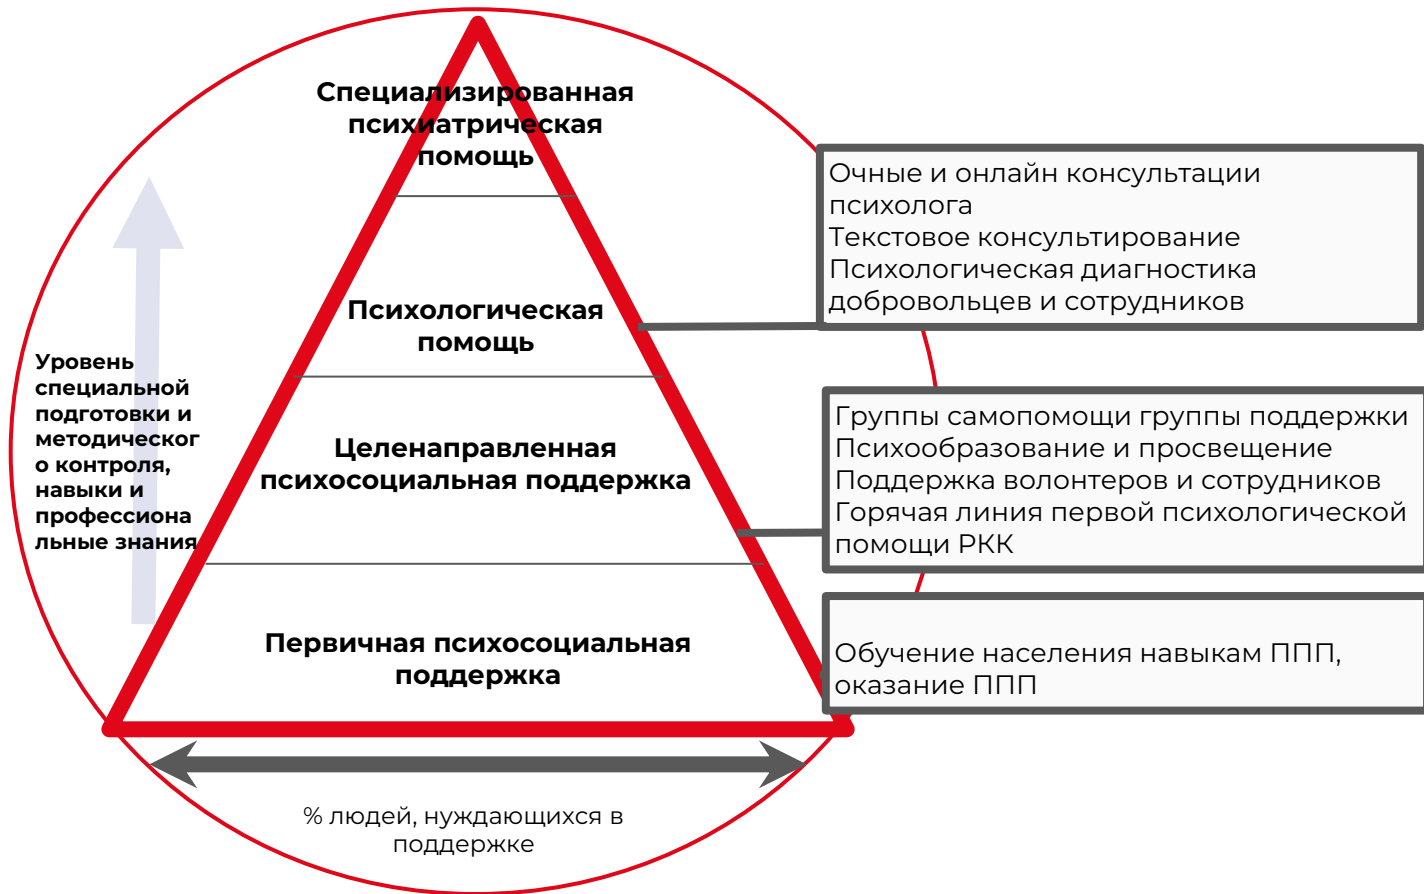 Специализированная
психиатрическая
помощь
Очные и онлайн консультации
психолога
Текстовое консультирование
Психологическая диагностика
добровольцев и сотрудников
Психологическая
помощь
Уровень
специальной
подготовки и
методическог
о контроля,
навыки и
профессиона
льные знания
Целенаправленная
психосоциальная поддержка
Группы самопомощи группы поддержки
Психообразование и просвещение
Поддержка волонтеров и сотрудников
Горячая линия первой психологической
помощи РКК
Первичная психосоциальная
поддержка
Обучение населения навыкам ППП,
оказание ППП
% людей, нуждающихся в
поддержке